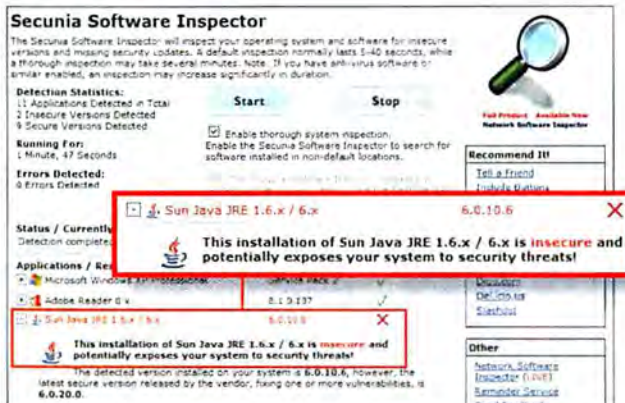 Secunia Software Inspector
The Secunia Software Inspector will inspect your operating system and software for insecure
versions and missing security updates. A default inspection normally lasts 5-40 seconds, while
a thorough inspection may take several minutes. Note: If you have anti-virus software or
similar enabled, an inspection may increase significantly in duration.
Detection Statistics:
11 Applications Detected in Total
2 Insecure Versions Detected
9 Secure Versions Detected
Running For:
1 Minute, 47 Seconds
Errors Detected:
0 Errors Detected
Start Stop
Enable thorough system inspection.
Enable the Secunia Software Inspector to search for
software installed in non-default locations.
Full Product Available Now
Network Software Inspector
Recommend It!
Tell a friend
Include Buttons
Sun Java JRE 1.6.x / 6.x 6.0.10.6
This installation of Sun Java JRE 1.6.x / 6.x is insecure and
potentially exposes your system to security threats!
Status / Currently
Detection completed
Applications /
Microsoft Windows XP Professional Service Pack 2
Adobe Reader 8.x 8.1.0.137
Sun Java JRE 1.6.x / 6.x 6.0.10.6
This installation of Sun Java JRE 1.6.x / 6.x is insecure and
potentially exposes your system to security threats!
The detected version installed on your system is 6.0.10.6, however, the
latest secure version released by the vendor, fixing one or more vulnerabilities, is
6.0.20.0.
Del.icio.us
Slashdot
Other
Network Software
Inspector (LIVE)
Reminder Service